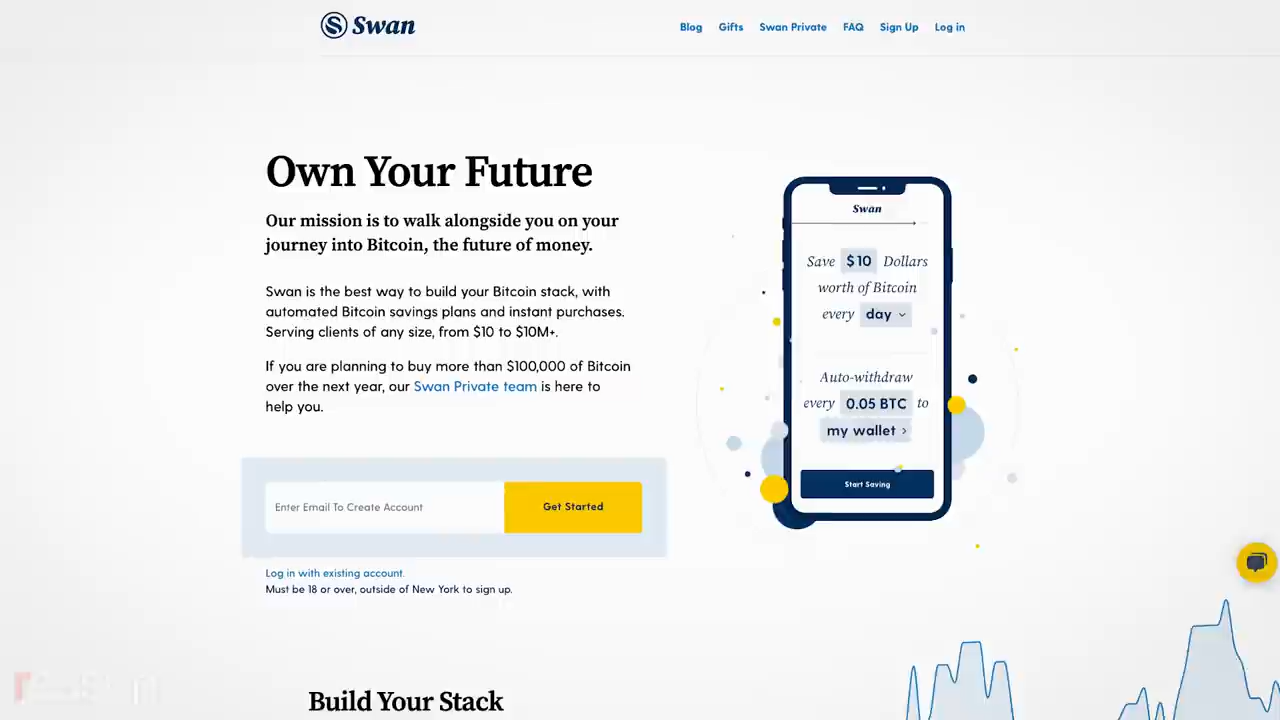 Swan
Blog Gifts Swan Private FAQ Sign Up Log in
Own Your Future
Our mission is to walk alongside you on your
journey into Bitcoin, the future of money.
Swan is the best way to build your Bitcoin stack, with
automated Bitcoin savings plans and instant purchases.
Serving clients of any size, from $10 to $10M+.
If you are planning to buy more than $100,000 of Bitcoin
over the next year, our Swan Private team is here to
help you.
Enter Email To Create Account
Get Started
Log in with existing account.
Must be 18 or over, outside of New York to sign up.
Swan
Save $10 Dollars
worth of Bitcoin
every day
Auto-withdraw
every 0.05 BTC to
my wallet
Start Saving
Build Your Stack